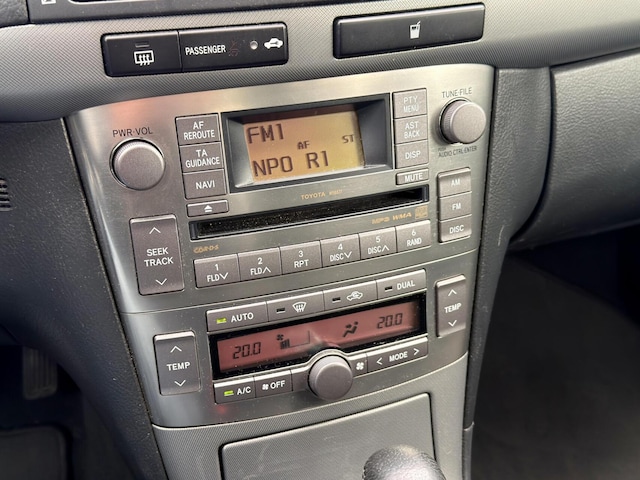 PASSENGER
PWR·VOL
AF REROUTE
TA GUIDANCE
NAVI
FM1
AF ST
NPO R1
PTY MENU
AST BACK
DISP
MUTE
TUNE·FILE
AUDIO CTRL ENTER
TOYOTA
MP3 WMA
AM
FM
DISC
SEEK TRACK
1 FLD
2 FLD
3 RPT
4 DISC
5 DISC
6 RAND
AUTO
DUAL
TEMP
20.0
20.0
TEMP
A/C
OFF
MODE